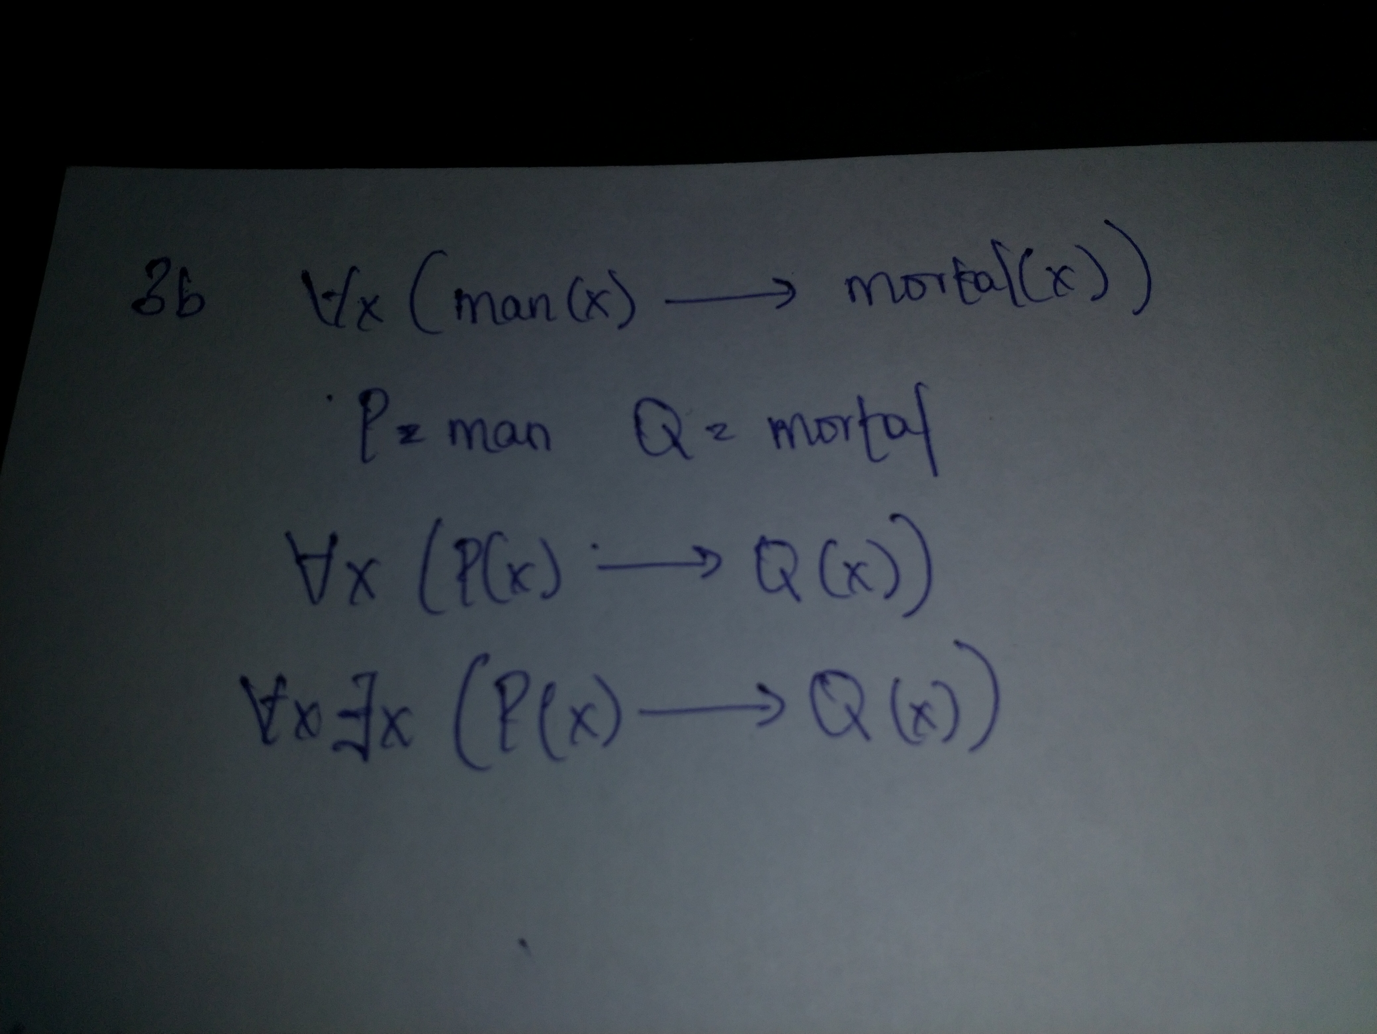 3b ∀x (man(x) ⟶ mortal(x))
P = man Q = mortal
∀x (P(x) ⟶ Q(x))
∀x∃x (P(x) ⟶ Q(x))